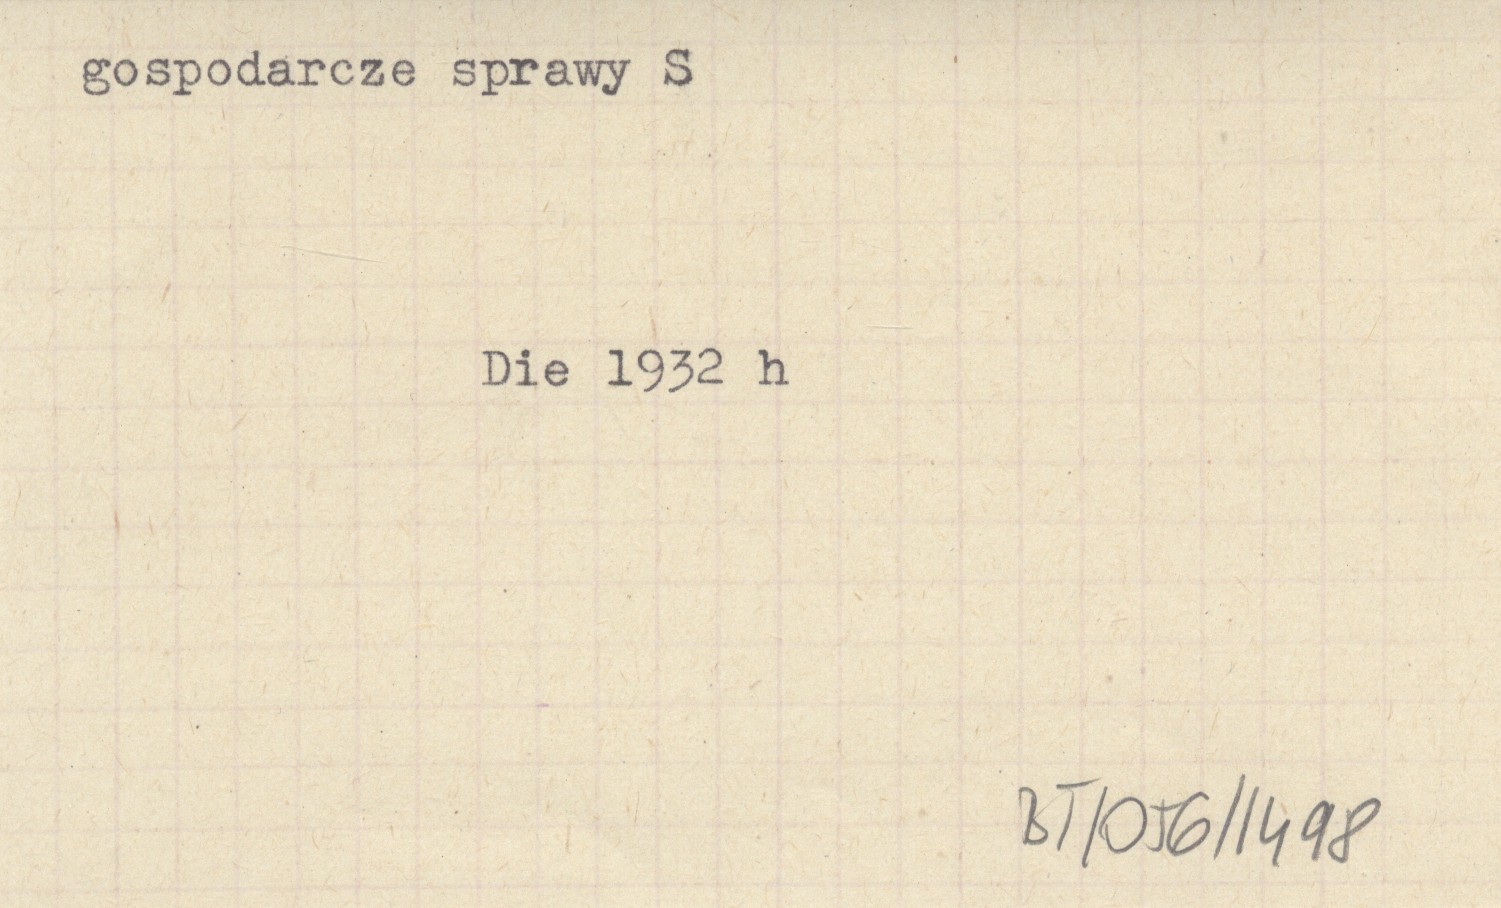 gospodarcze sprawy S
Die 1932 h
BT/056/1498